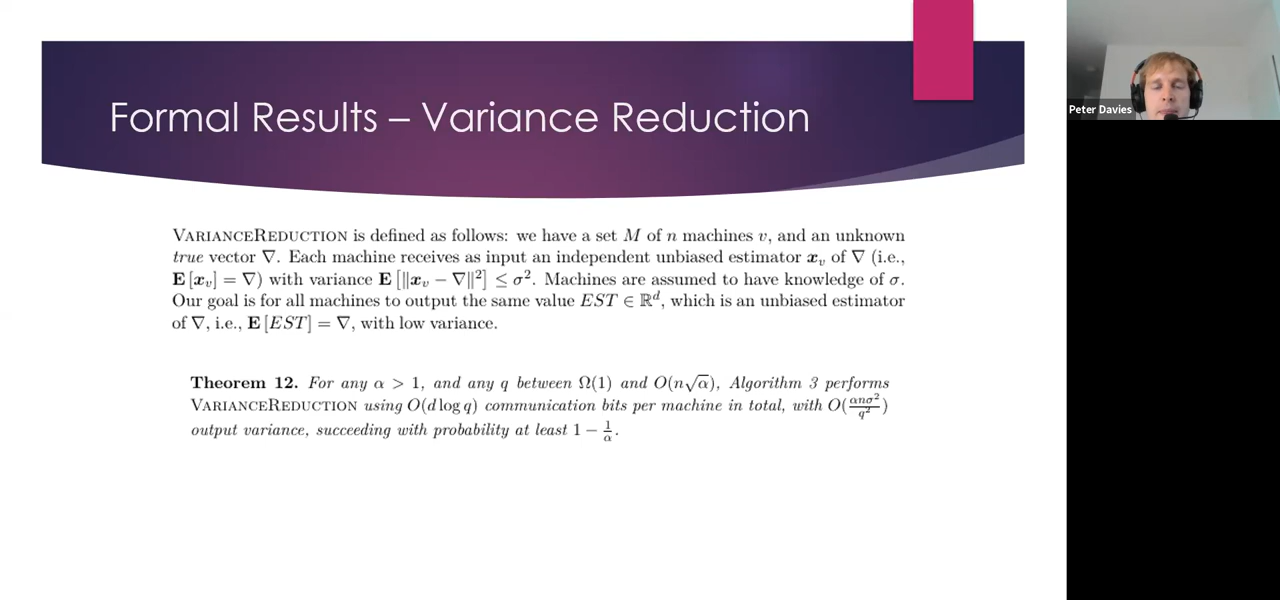 Formal Results – Variance Reduction
Peter Davies
VARIANCEREDUCTION is defined as follows: we have a set M of n machines v, and an unknown
true vector ∇. Each machine receives as input an independent unbiased estimator x_v of ∇ (i.e.,
E[x_v] = ∇) with variance E[‖x_v − ∇‖²] ≤ σ². Machines are assumed to have knowledge of σ.
Our goal is for all machines to output the same value EST ∈ ℝ^d, which is an unbiased estimator
of ∇, i.e., E[EST] = ∇, with low variance.
Theorem 12. For any α > 1, and any q between Ω(1) and O(n√α), Algorithm 3 performs
VARIANCEREDUCTION using O(d log q) communication bits per machine in total, with O(αnσ²/q²)
output variance, succeeding with probability at least 1 − 1/α.